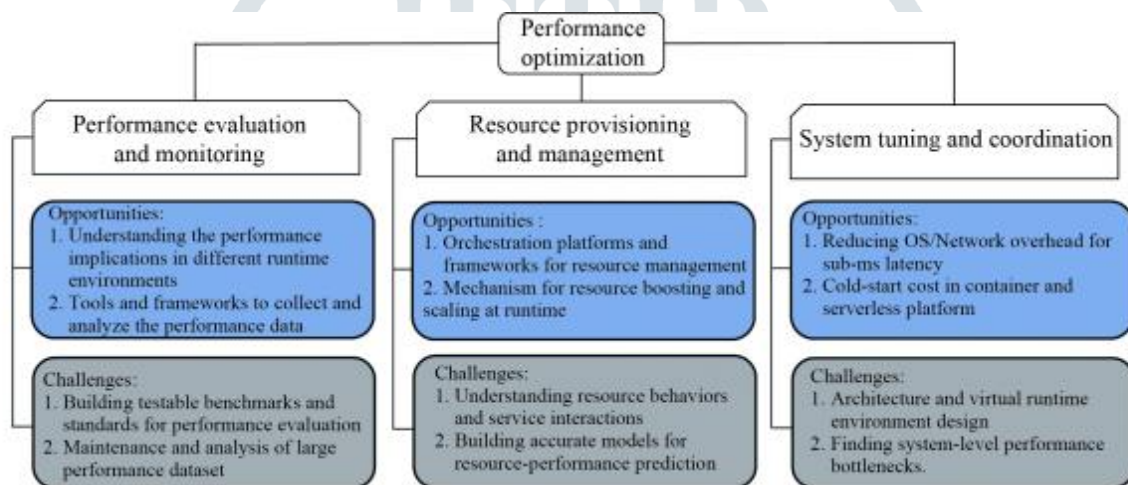 Performance
optimization
Performance evaluation
and monitoring
Opportunities:
1. Understanding the performance
implications in different runtime
environments
2. Tools and frameworks to collect and
analyze the performance data
Challenges:
1. Building testable benchmarks and
standards for performance evaluation
2. Maintenance and analysis of large
performance dataset
Resource provisioning
and management
Opportunities :
1. Orchestration platforms and
frameworks for resource management
2. Mechanism for resource boosting and
scaling at runtime
Challenges:
1. Understanding resource behaviors
and service interactions
2. Building accurate models for
resource-performance prediction
System tuning and coordination
Opportunities:
1. Reducing OS/Network overhead for
sub-ms latency
2. Cold-start cost in container and
serverless platform
Challenges:
1. Architecture and virtual runtime
environment design
2. Finding system-level performance
bottlenecks.